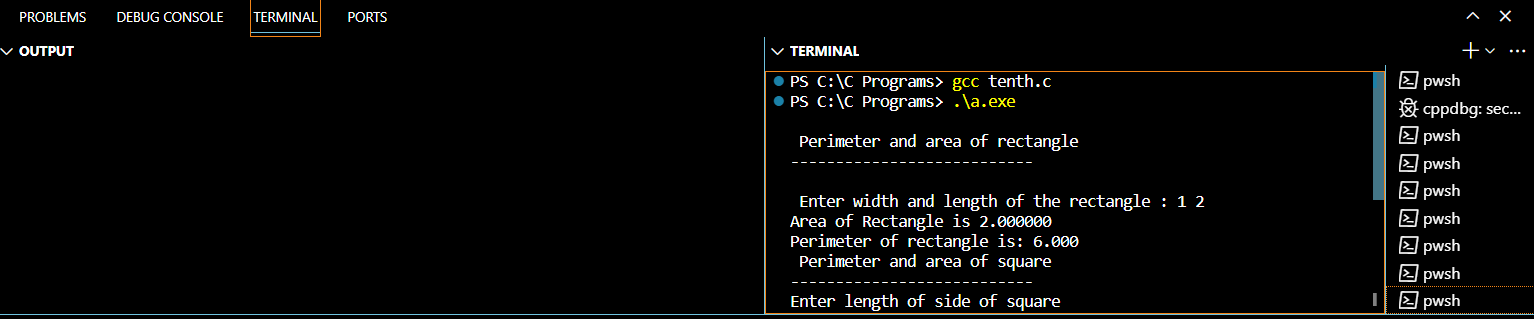 PROBLEMS DEBUG CONSOLE TERMINAL PORTS
OUTPUT
TERMINAL
PS C:\C Programs> gcc tenth.c
PS C:\C Programs> .\a.exe
Perimeter and area of rectangle
---------------------------
Enter width and length of the rectangle : 1 2
Area of Rectangle is 2.000000
Perimeter of rectangle is: 6.000
Perimeter and area of square
---------------------------
Enter length of side of square
pwsh
cppdbg: sec...
pwsh
pwsh
pwsh
pwsh
pwsh
pwsh
pwsh